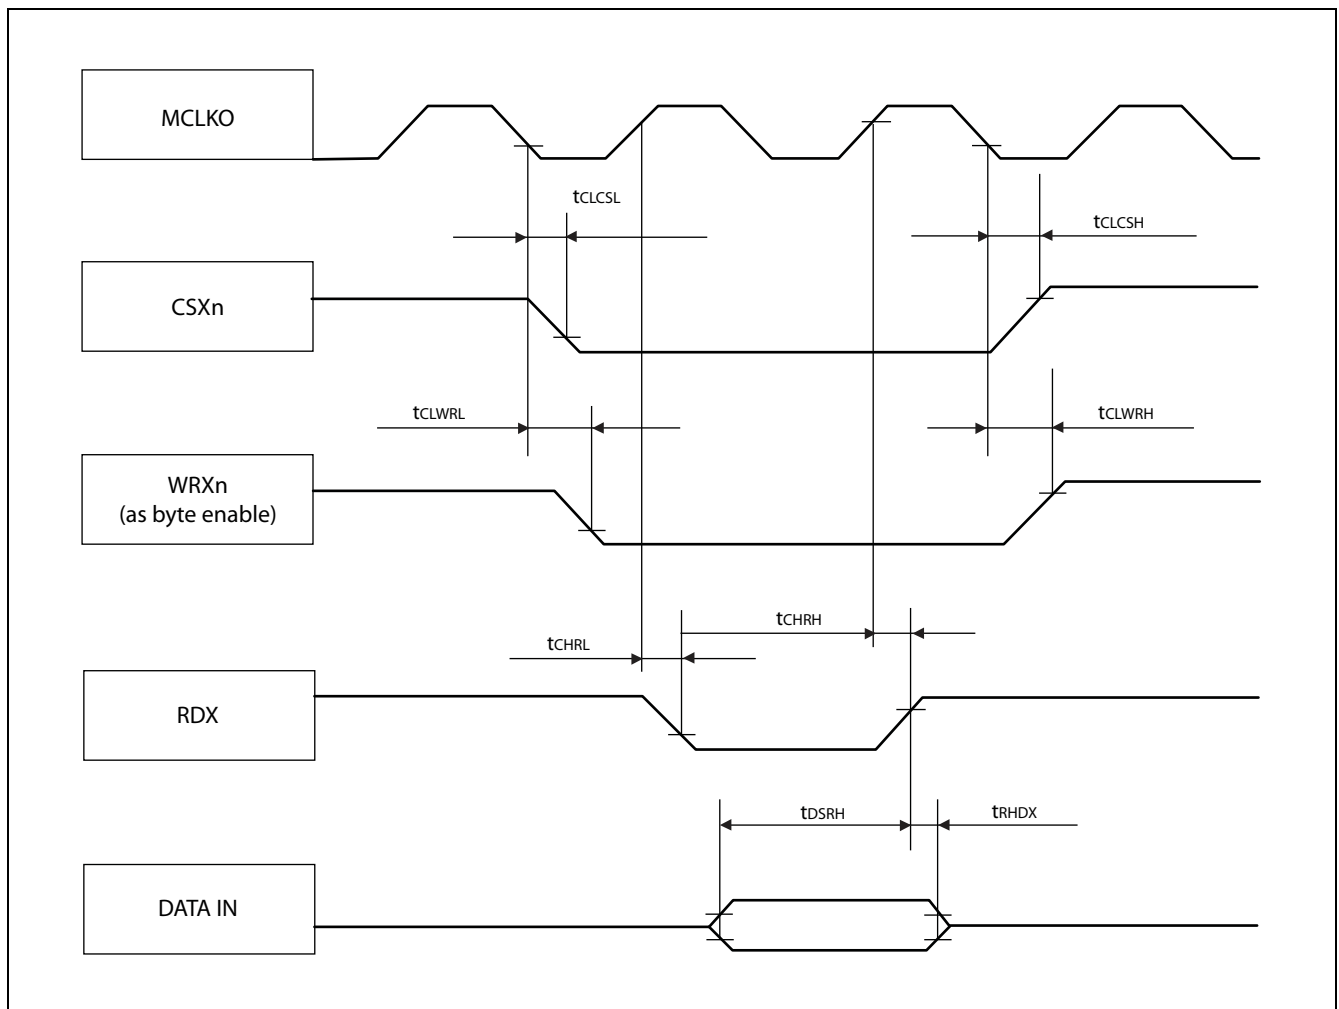 MCLKO
tCLCSL
tCLCSH
CSXn
tCLWRL
tCLWRH
WRXn
(as byte enable)
tCHRH
tCHRL
RDX
tDSRH
tRHDX
DATA IN